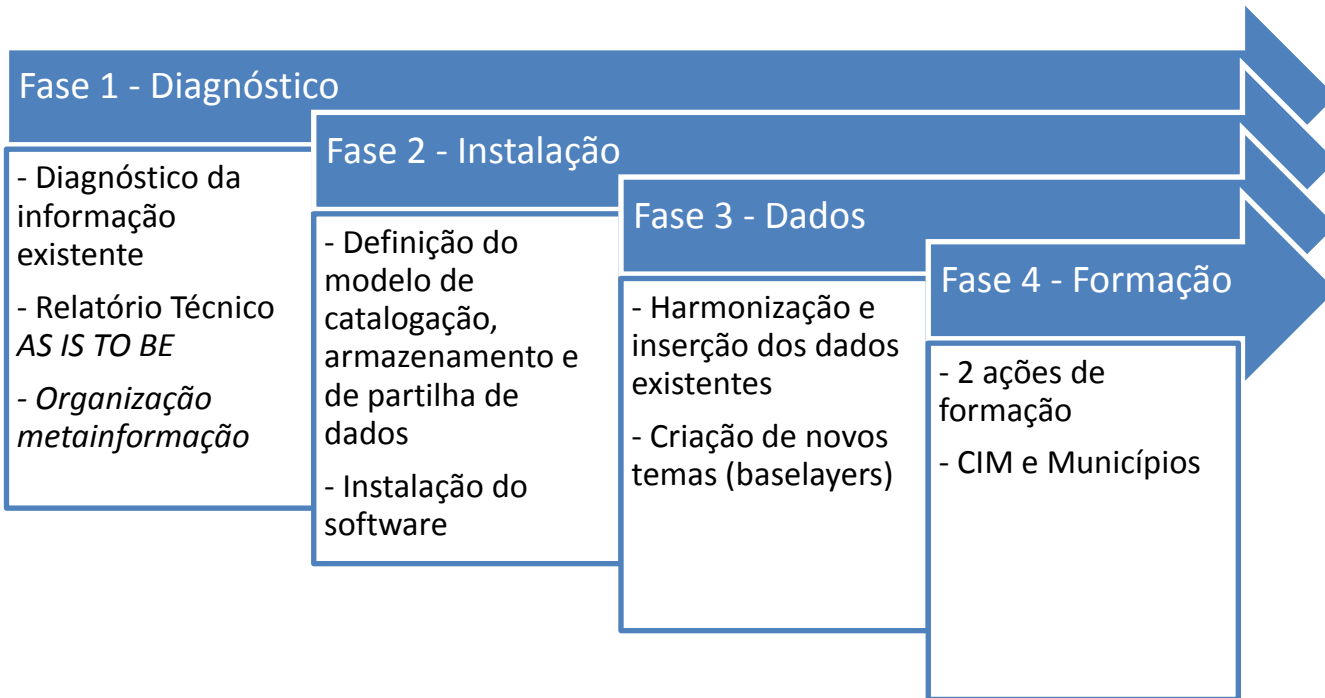 Fase 1 - Diagnóstico
- Diagnóstico da
informação
existente
- Relatório Técnico
AS IS TO BE
- Organização
metainformação
Fase 2 - Instalação
- Definição do
modelo de
catalogação,
armazenamento e
de partilha de
dados
- Instalação do
software
Fase 3 - Dados
- Harmonização e
inserção dos dados
existentes
- Criação de novos
temas (baselayers)
Fase 4 - Formação
- 2 ações de
formação
- CIM e Municípios